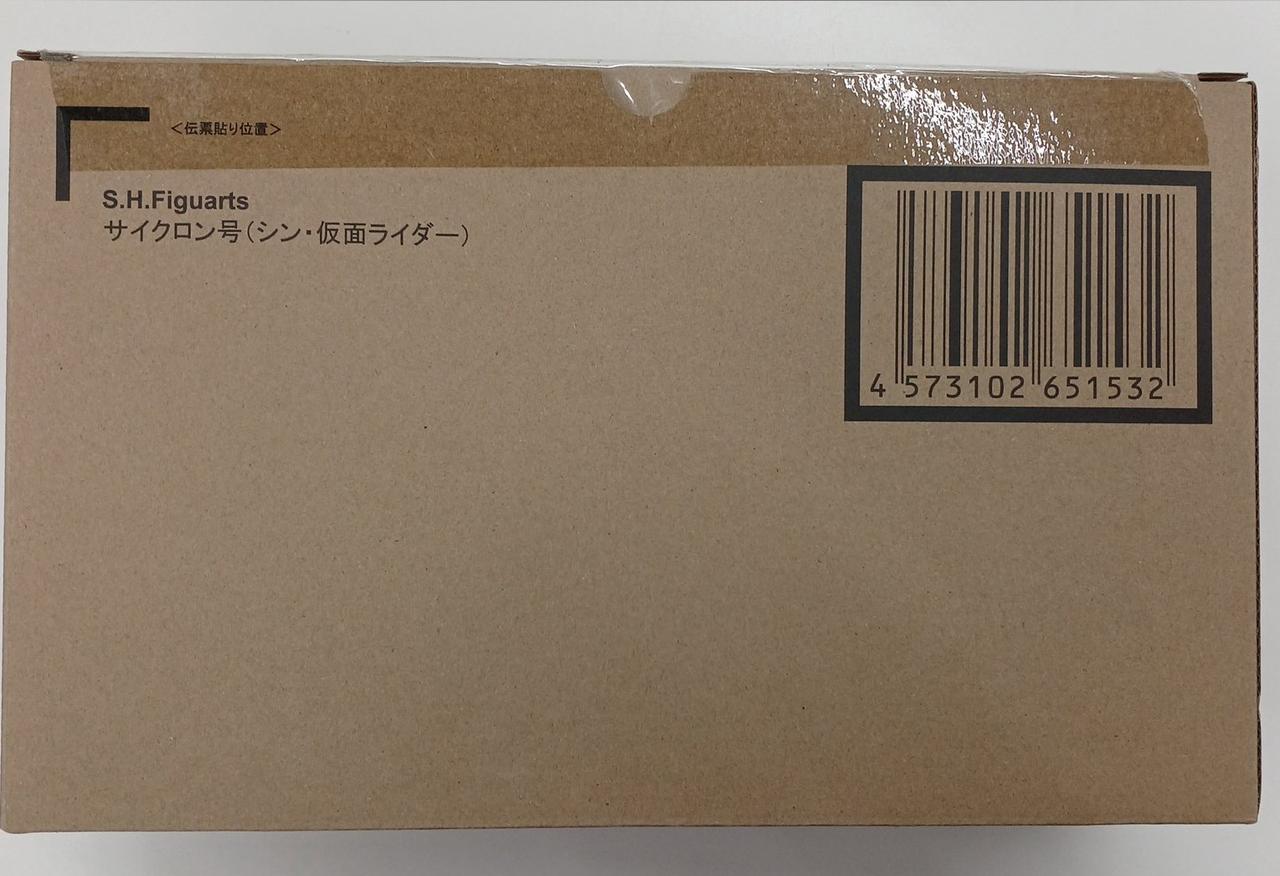 ＜伝票貼り位置＞
S.H.Figuarts
サイクロン号(シン・仮面ライダー)
4 573102 651532